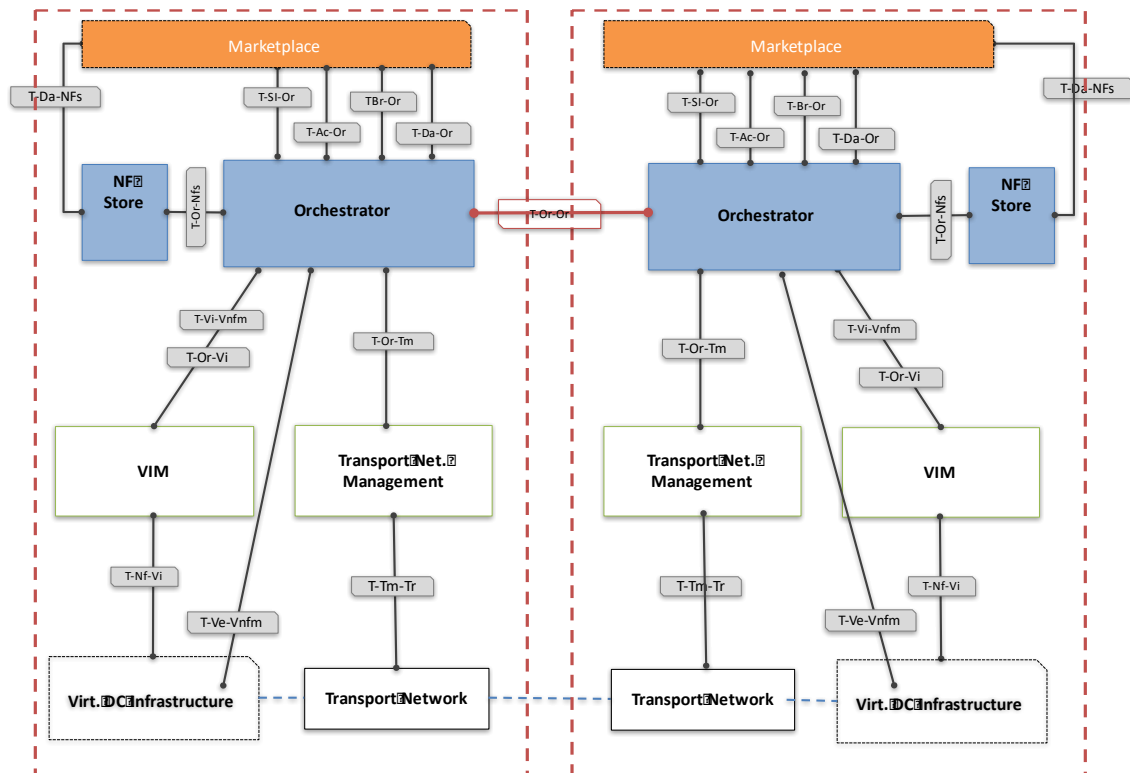 Marketplace
Marketplace
T-Da-NFs
T-SI-Or
T-Ac-Or
TBr-Or
T-Da-Or
T-SI-Or
T-Ac-Or
T-Br-Or
T-Da-Or
T-Da-NFs
NF
Store
T-Or-Nfs
Orchestrator
T-Or-Or
Orchestrator
T-Or-Nfs
NF
Store
T-Vi-Vnfm
T-Or-Vi
T-Or-Tm
T-Or-Tm
T-Vi-Vnfm
T-Or-Vi
VIM
Transport Net.
Management
Transport Net.
Management
VIM
T-Nf-Vi
T-Tm-Tr
T-Ve-Vnfm
T-Tm-Tr
T-Ve-Vnfm
T-Nf-Vi
Virt. DC Infrastructure
Transport Network
Transport Network
Virt. DC Infrastructure